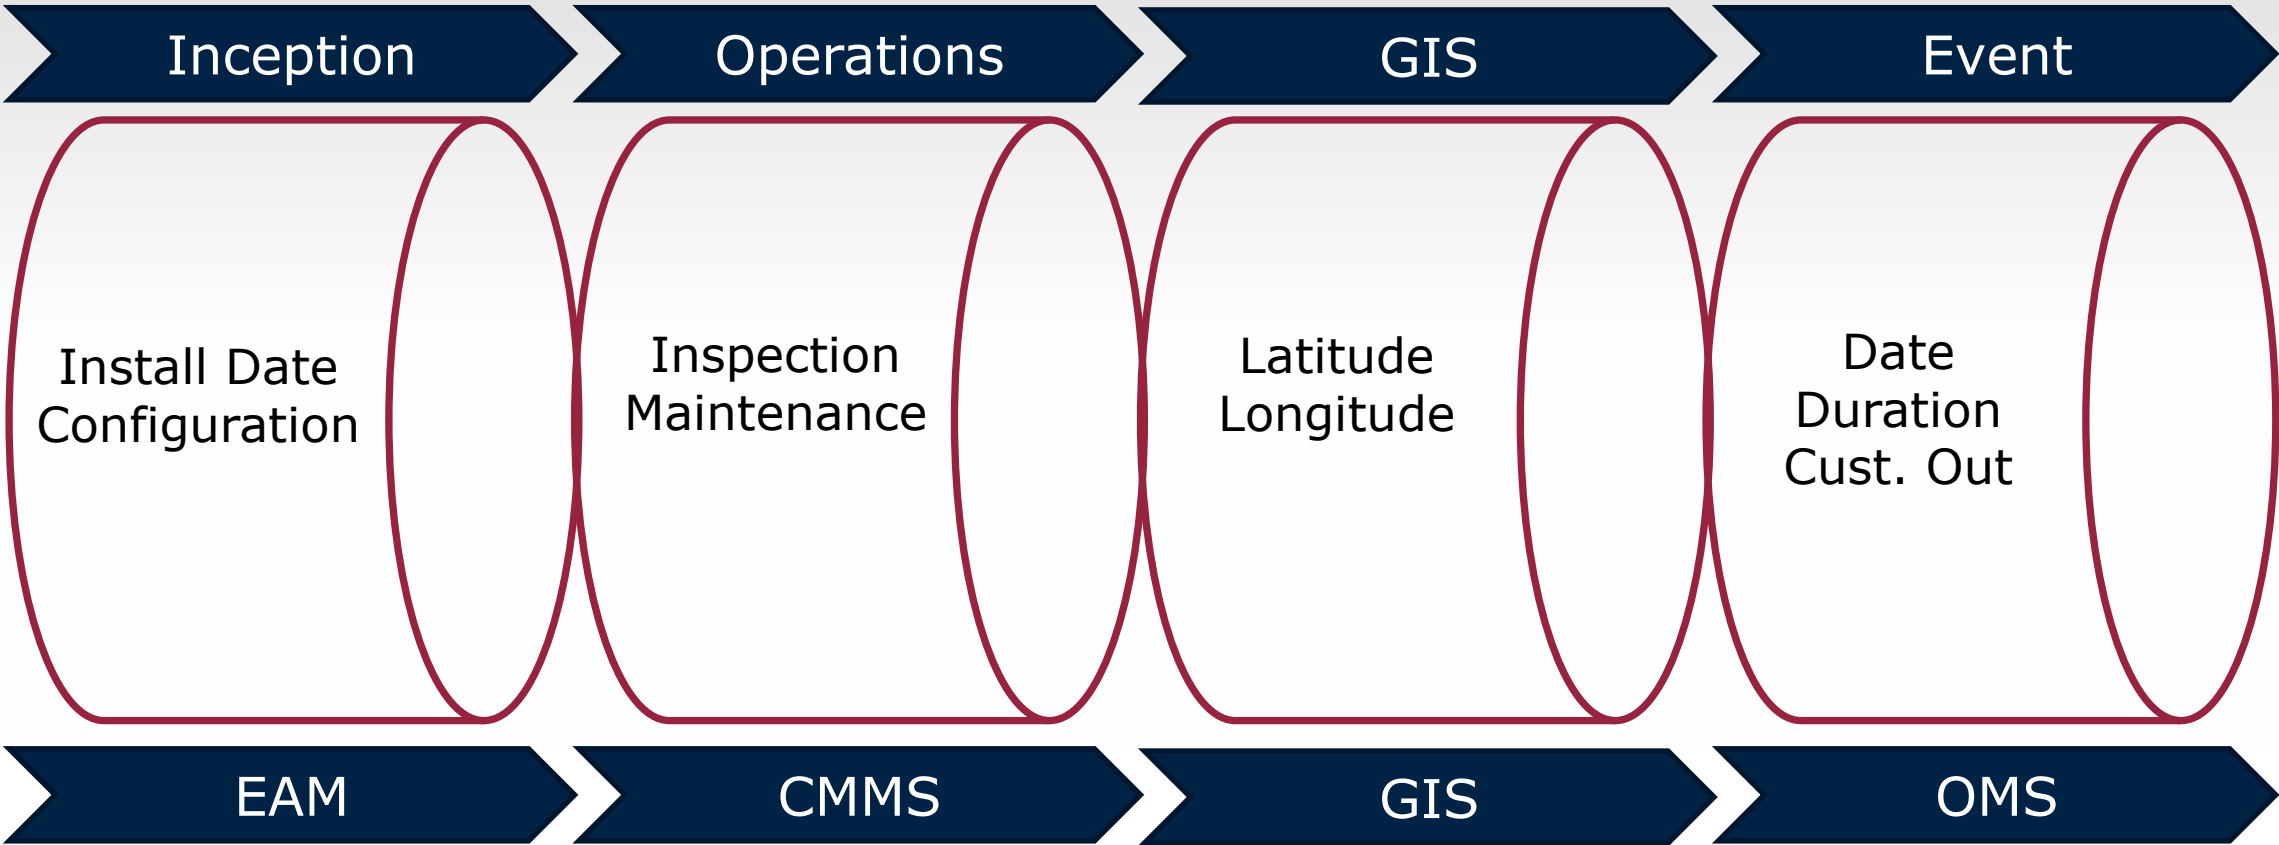 Inception
Operations
GIS
Event
Install Date
Configuration
Inspection
Maintenance
Latitude
Longitude
Date
Duration
Cust. Out
EAM
CMMS
GIS
OMS